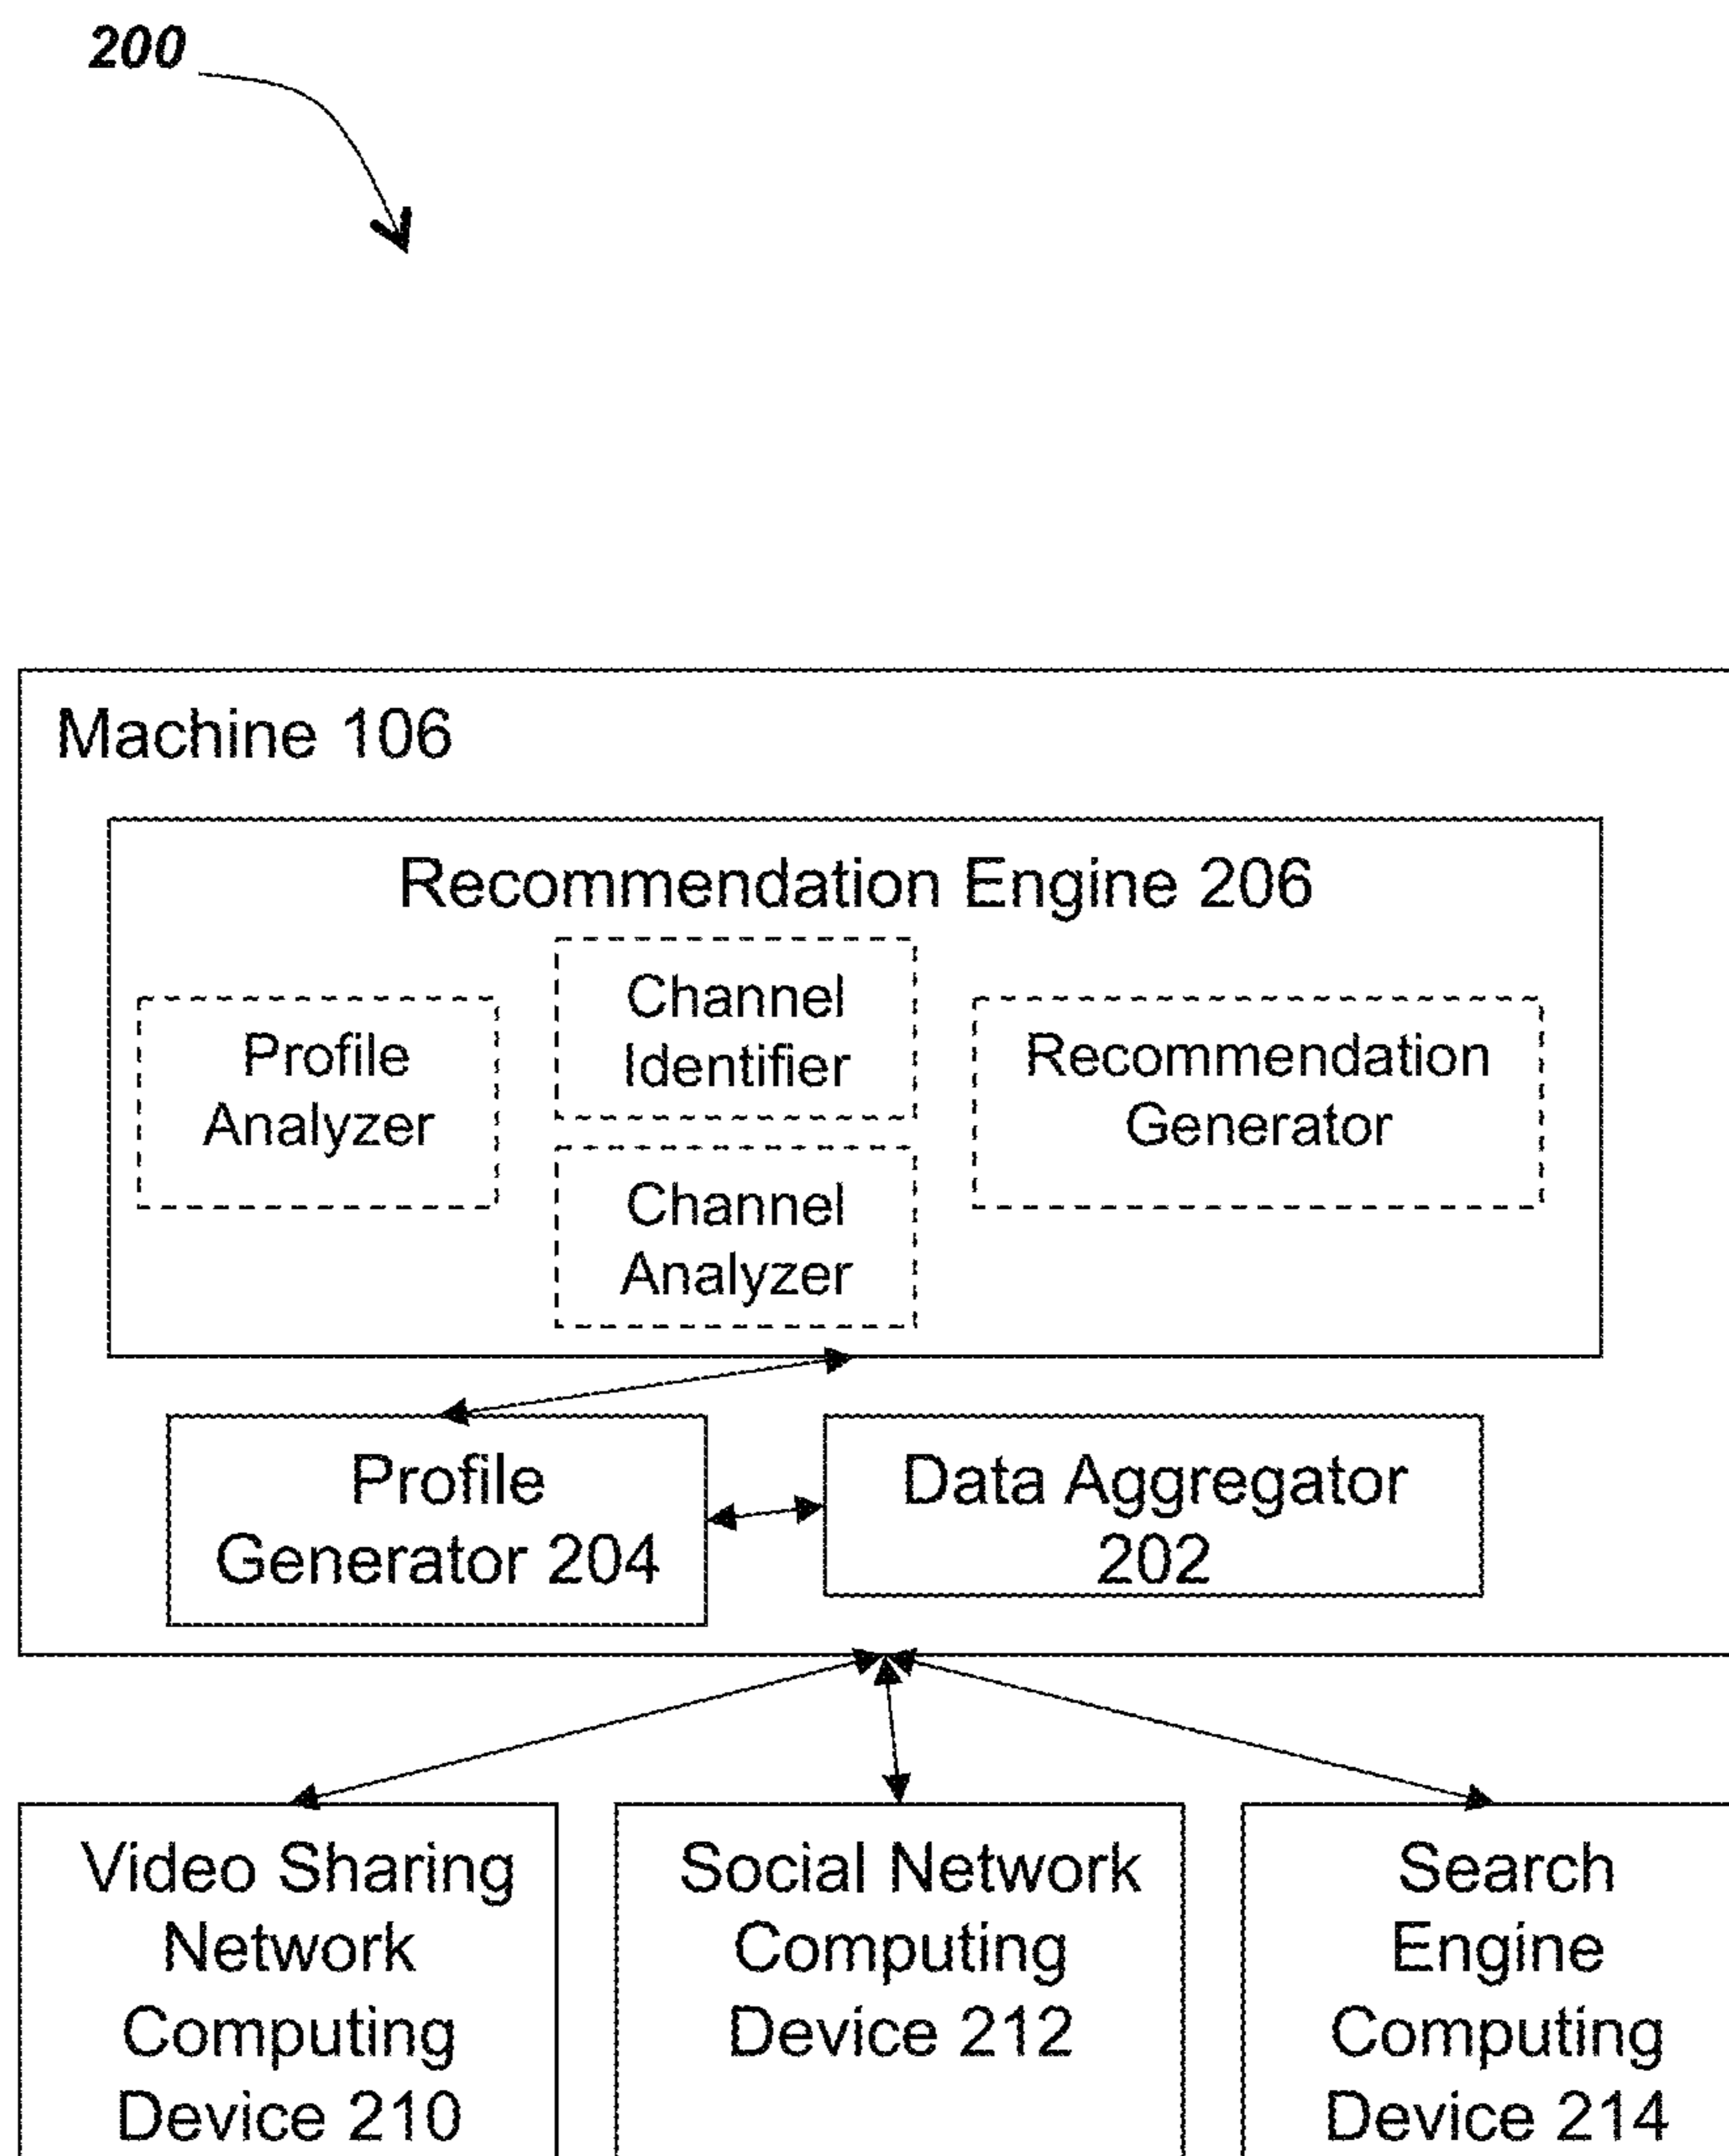 200
Machine 106
Recommendation Engine 206
Profile
Analyzer
Channel
Identifier
Channel
Analyzer
Recommendation
Generator
Profile
Generator 204
Data Aggregator
202
Video Sharing
Network
Computing
Device 210
Social Network
Computing
Device 212
Search
Engine
Computing
Device 214